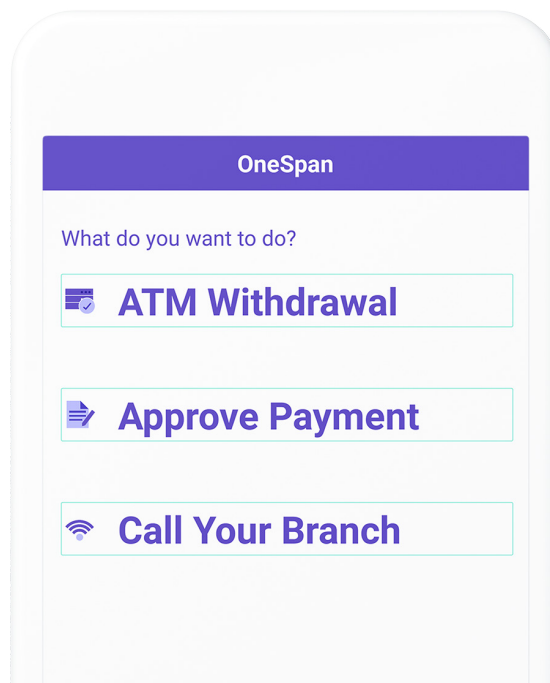 OneSpan
What do you want to do?
ATM Withdrawal
Approve Payment
Call Your Branch